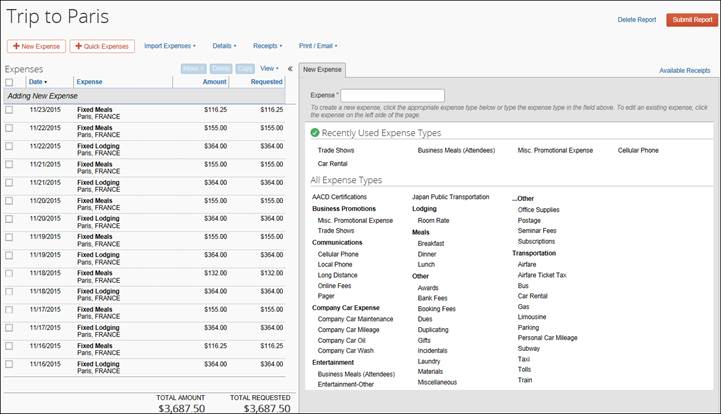 Trip to Paris
Delete Report
Submit Report
+ New Expense
+ Quick Expenses
Import Expenses
Details
Receipts
Print / Email
Expenses
Move
Delete
Copy
View
«
Date
Expense
Amount
Requested
Adding New Expense
11/23/2015 Fixed Meals $116.25 $116.25
Paris, FRANCE
11/22/2015 Fixed Meals $155.00 $155.00
Paris, FRANCE
11/22/2015 Fixed Lodging $364.00 $364.00
Paris, FRANCE
11/21/2015 Fixed Meals $155.00 $155.00
Paris, FRANCE
11/21/2015 Fixed Lodging $364.00 $364.00
Paris, FRANCE
11/20/2015 Fixed Meals $155.00 $155.00
Paris, FRANCE
11/20/2015 Fixed Lodging $364.00 $364.00
Paris, FRANCE
11/19/2015 Fixed Meals $155.00 $155.00
Paris, FRANCE
11/19/2015 Fixed Lodging $364.00 $364.00
Paris, FRANCE
11/18/2015 Fixed Meals $132.00 $132.00
Paris, FRANCE
11/18/2015 Fixed Lodging $364.00 $364.00
Paris, FRANCE
11/17/2015 Fixed Meals $155.00 $155.00
Paris, FRANCE
11/17/2015 Fixed Lodging $364.00 $364.00
Paris, FRANCE
11/16/2015 Fixed Meals $116.25 $116.25
Paris, FRANCE
11/16/2015 Fixed Lodging $364.00 $364.00
Paris, FRANCE
TOTAL AMOUNT TOTAL REQUESTED
$3,687.50 $3,687.50
New Expense
Available Receipts
Expense *
To create a new expense, click the appropriate expense type below or type the expense type in the field above. To edit an existing expense, click
the expense on the left side of the page.
Recently Used Expense Types
Trade Shows
Business Meals (Attendees)
Misc. Promotional Expense
Cellular Phone
Car Rental
All Expense Types
AACD Certifications
Business Promotions
Misc. Promotional Expense
Trade Shows
Communications
Cellular Phone
Local Phone
Long Distance
Online Fees
Pager
Company Car Expense
Company Car Maintenance
Company Car Mileage
Company Car Oil
Company Car Wash
Entertainment
Business Meals (Attendees)
Entertainment-Other
Japan Public Transportation
Lodging
Room Rate
Meals
Breakfast
Dinner
Lunch
Other
Awards
Bank Fees
Booking Fees
Dues
Duplicating
Gifts
Incidentals
Laundry
Materials
Miscellaneous
...Other
Office Supplies
Postage
Seminar Fees
Subscriptions
Transportation
Airfare
Airfare Ticket Tax
Bus
Car Rental
Gas
Limousine
Parking
Personal Car Mileage
Subway
Taxi
Tolls
Train